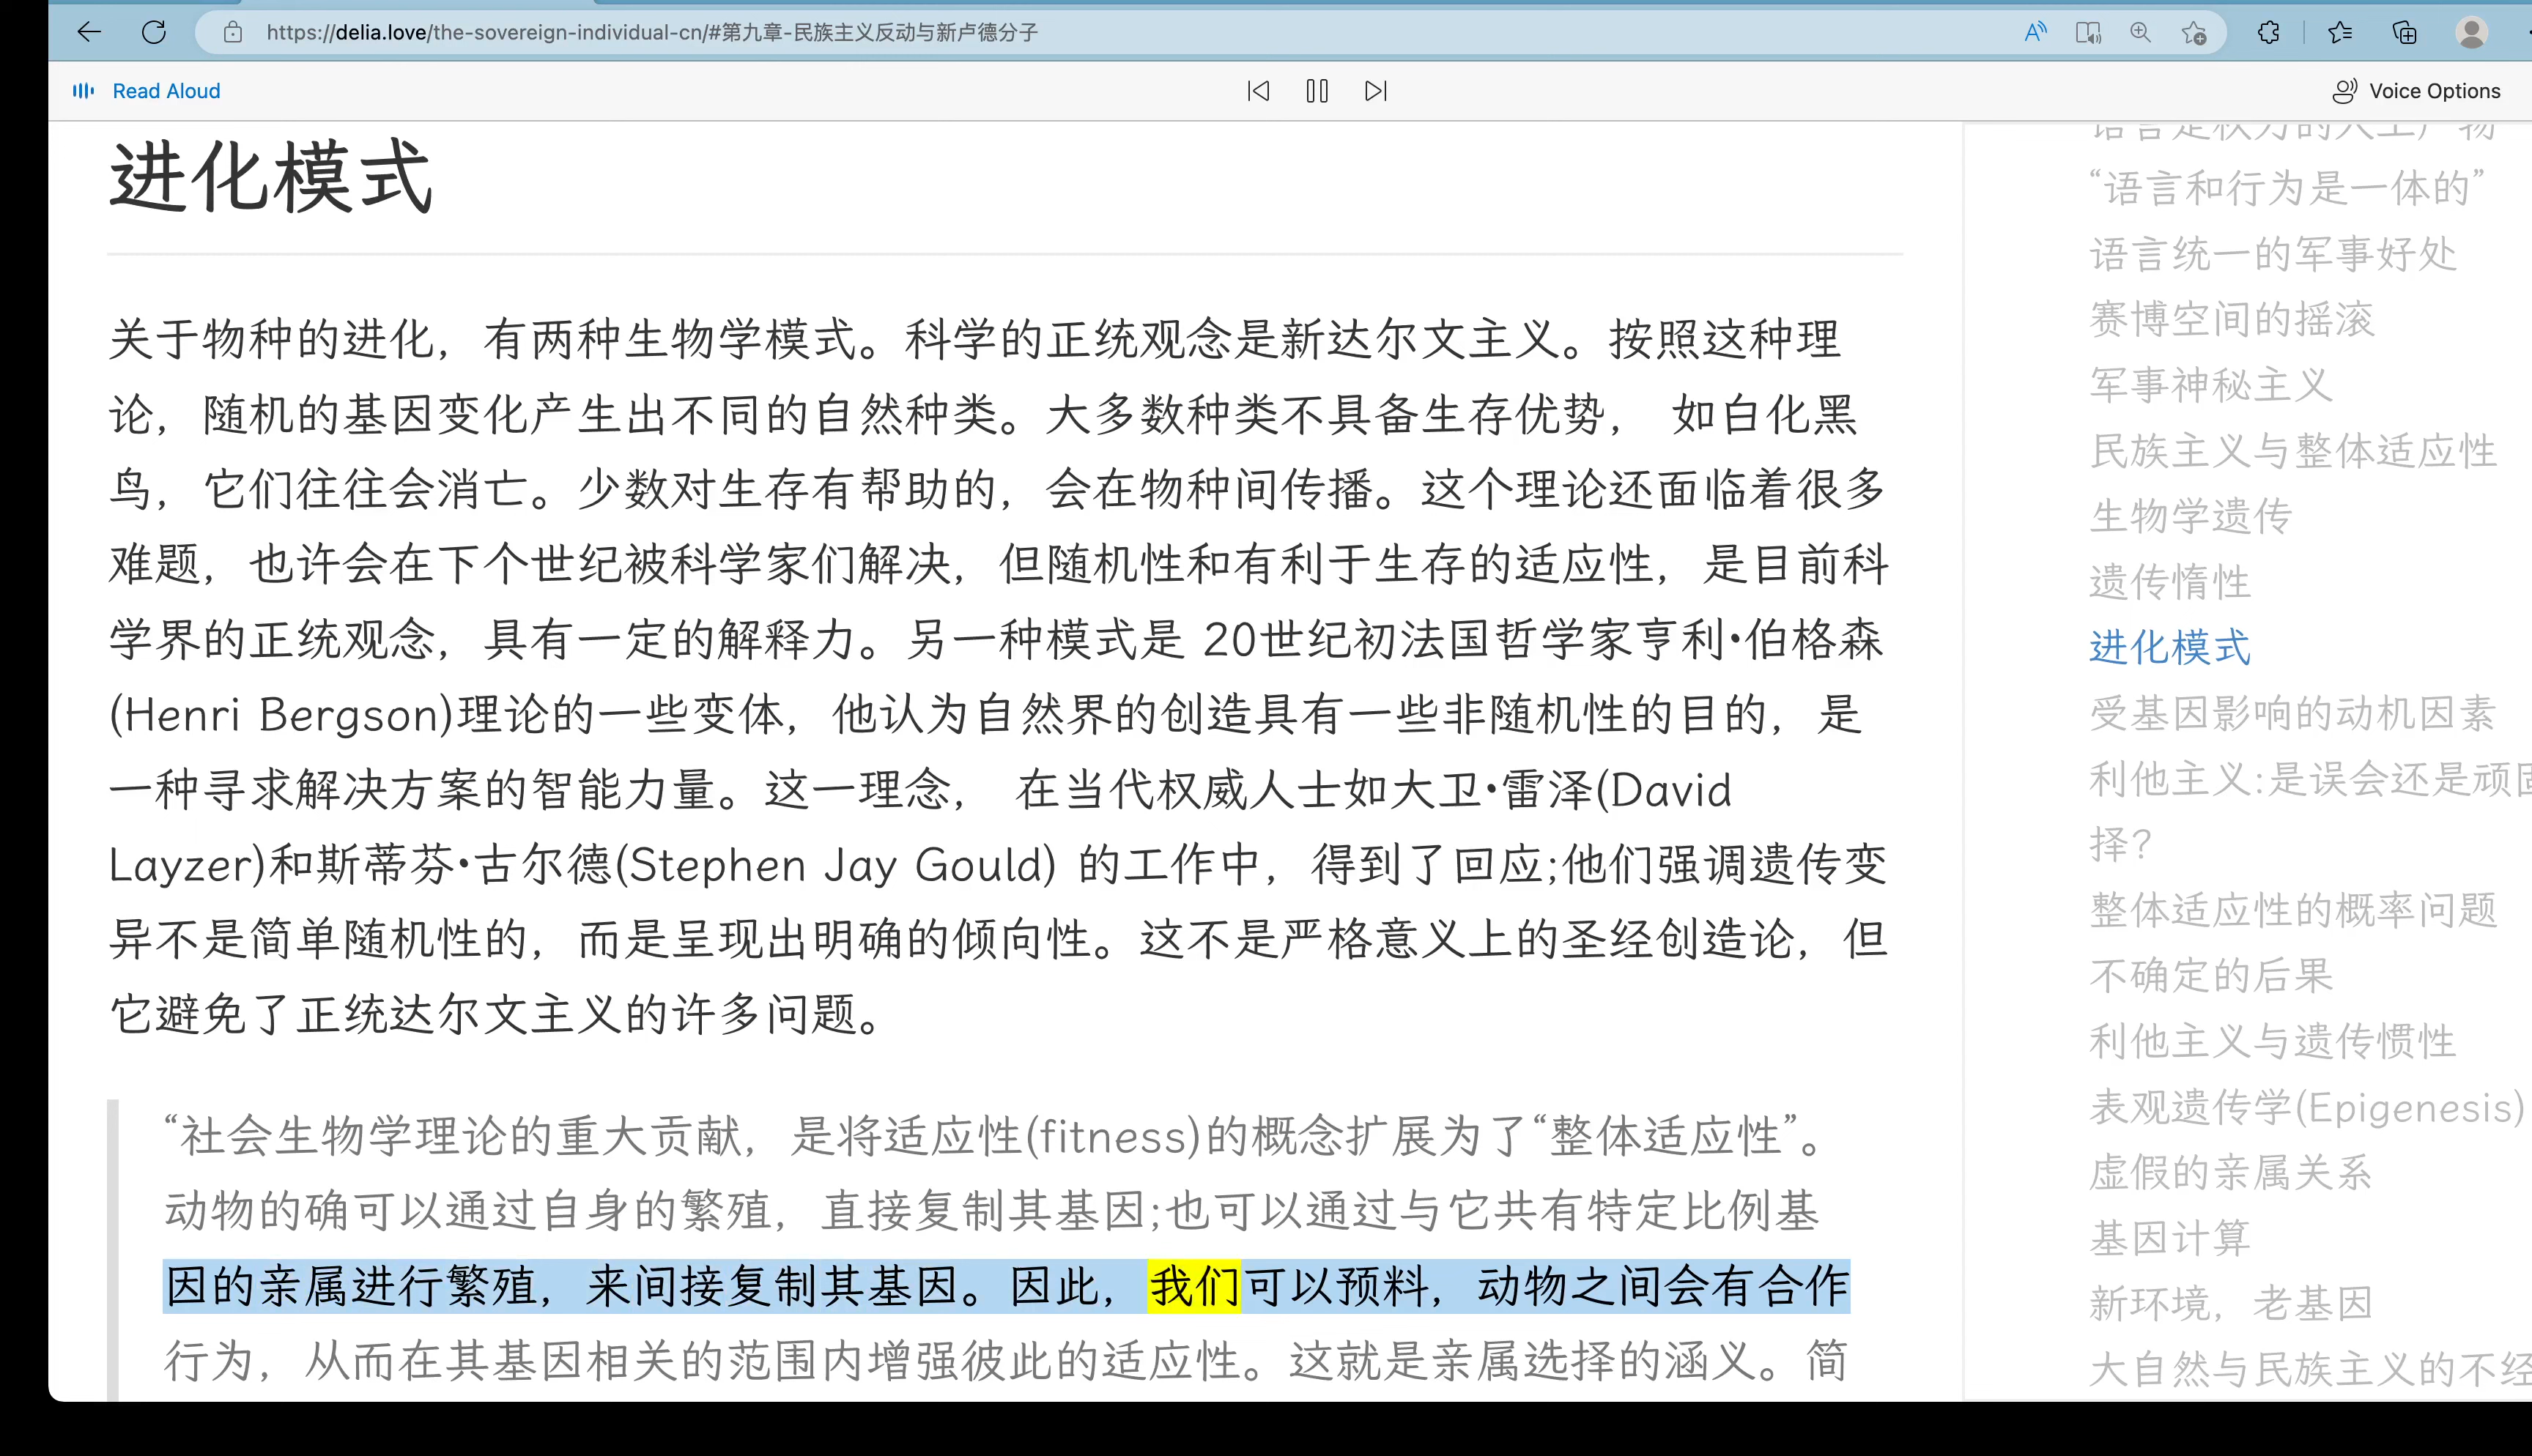 https://delia.love/the-sovereign-individual-cn/#第九章-民族主义反动与新卢德分子
Read Aloud
Voice Options
进化模式
关于物种的进化，有两种生物学模式。科学的正统观念是新达尔文主义。按照这种理
论，随机的基因变化产生出不同的自然种类。大多数种类不具备生存优势， 如白化黑
鸟，它们往往会消亡。少数对生存有帮助的，会在物种间传播。这个理论还面临着很多
难题，也许会在下个世纪被科学家们解决，但随机性和有利于生存的适应性，是目前科
学界的正统观念，具有一定的解释力。另一种模式是 20世纪初法国哲学家亨利•伯格森
(Henri Bergson)理论的一些变体，他认为自然界的创造具有一些非随机性的目的，是
一种寻求解决方案的智能力量。这一理念， 在当代权威人士如大卫•雷泽(David
Layzer)和斯蒂芬•古尔德(Stephen Jay Gould) 的工作中，得到了回应;他们强调遗传变
异不是简单随机性的，而是呈现出明确的倾向性。这不是严格意义上的圣经创造论，但
它避免了正统达尔文主义的许多问题。
“社会生物学理论的重大贡献，是将适应性(fitness)的概念扩展为了“整体适应性”。
动物的确可以通过自身的繁殖，直接复制其基因;也可以通过与它共有特定比例基
因的亲属进行繁殖，来间接复制其基因。因此，我们可以预料，动物之间会有合作
行为，从而在其基因相关的范围内增强彼此的适应性。这就是亲属选择的涵义。简
语言是权力的人工产物
“语言和行为是一体的”
语言统一的军事好处
赛博空间的摇滚
军事神秘主义
民族主义与整体适应性
生物学遗传
遗传惰性
进化模式
受基因影响的动机因素
利他主义:是误会还是顽固
择?
整体适应性的概率问题
不确定的后果
利他主义与遗传惯性
表观遗传学(Epigenesis)
虚假的亲属关系
基因计算
新环境，老基因
大自然与民族主义的不经